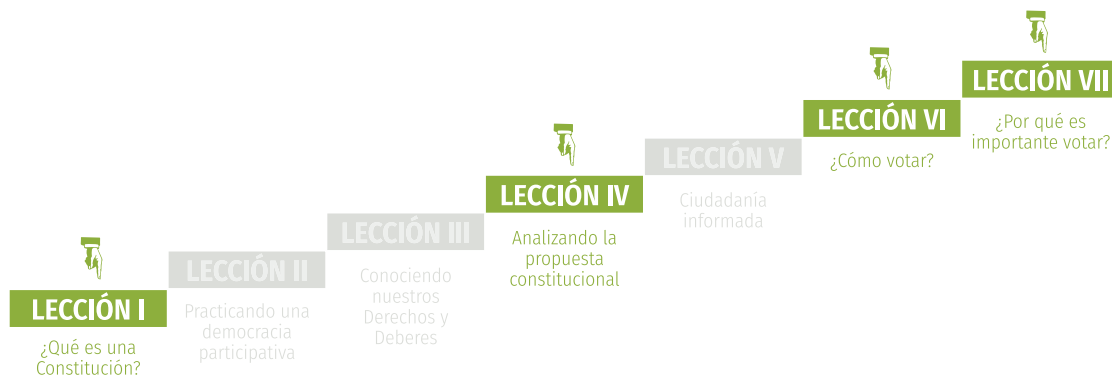 LECCIÓN I
¿Qué es una
Constitución?
LECCIÓN II
Practicando una
democracia
participativa
LECCIÓN III
Conociendo
nuestros
Derechos y
Deberes
LECCIÓN IV
Analizando la
propuesta
constitucional
LECCIÓN V
Ciudadanía
informada
LECCIÓN VI
¿Cómo votar?
LECCIÓN VII
¿Por qué es
importante votar?